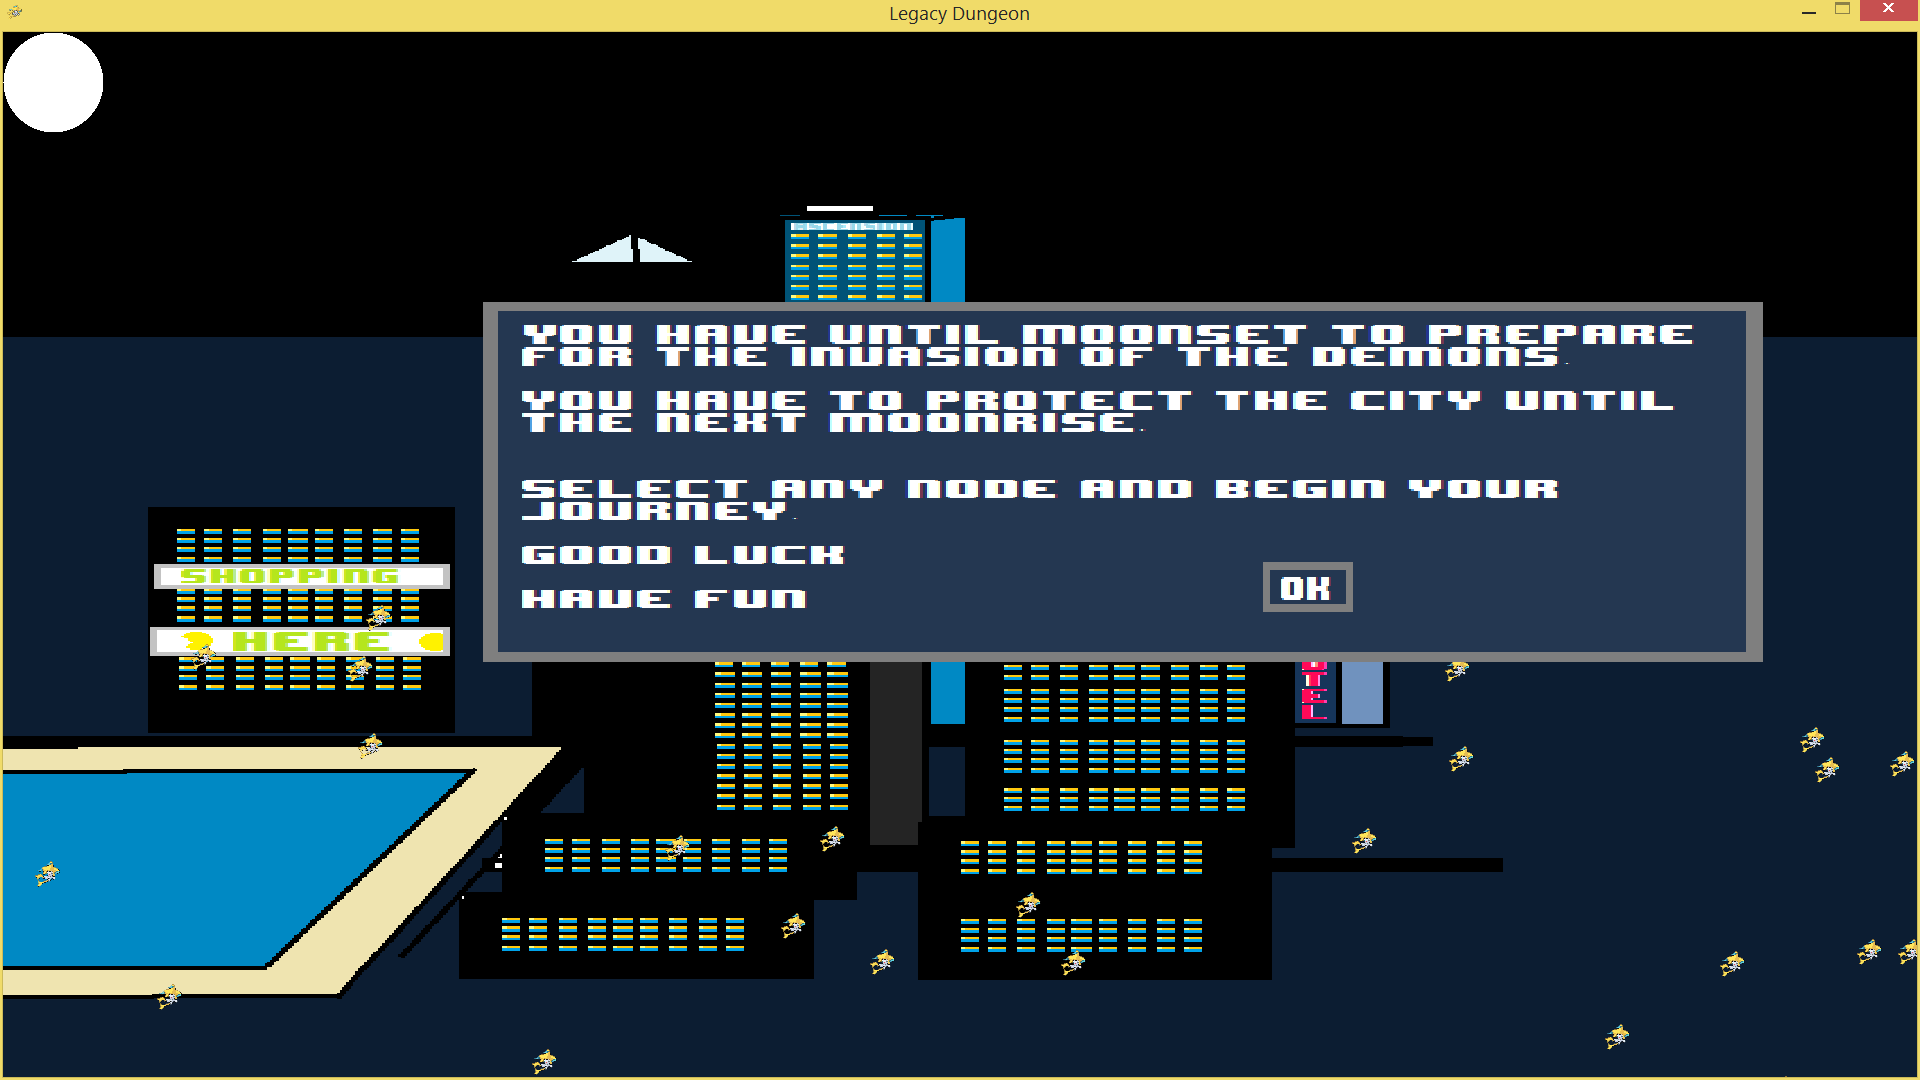 Legacy Dungeon
YOU HAVE UNTIL MOONSET TO PREPARE
FOR THE INVASION OF THE DEMONS.
YOU HAVE TO PROTECT THE CITY UNTIL
THE NEXT MOONRISE.
SELECT ANY NODE AND BEGIN YOUR
JOURNEY.
GOOD LUCK
HAVE FUN
OK
SHOPPING
HERE
TEL